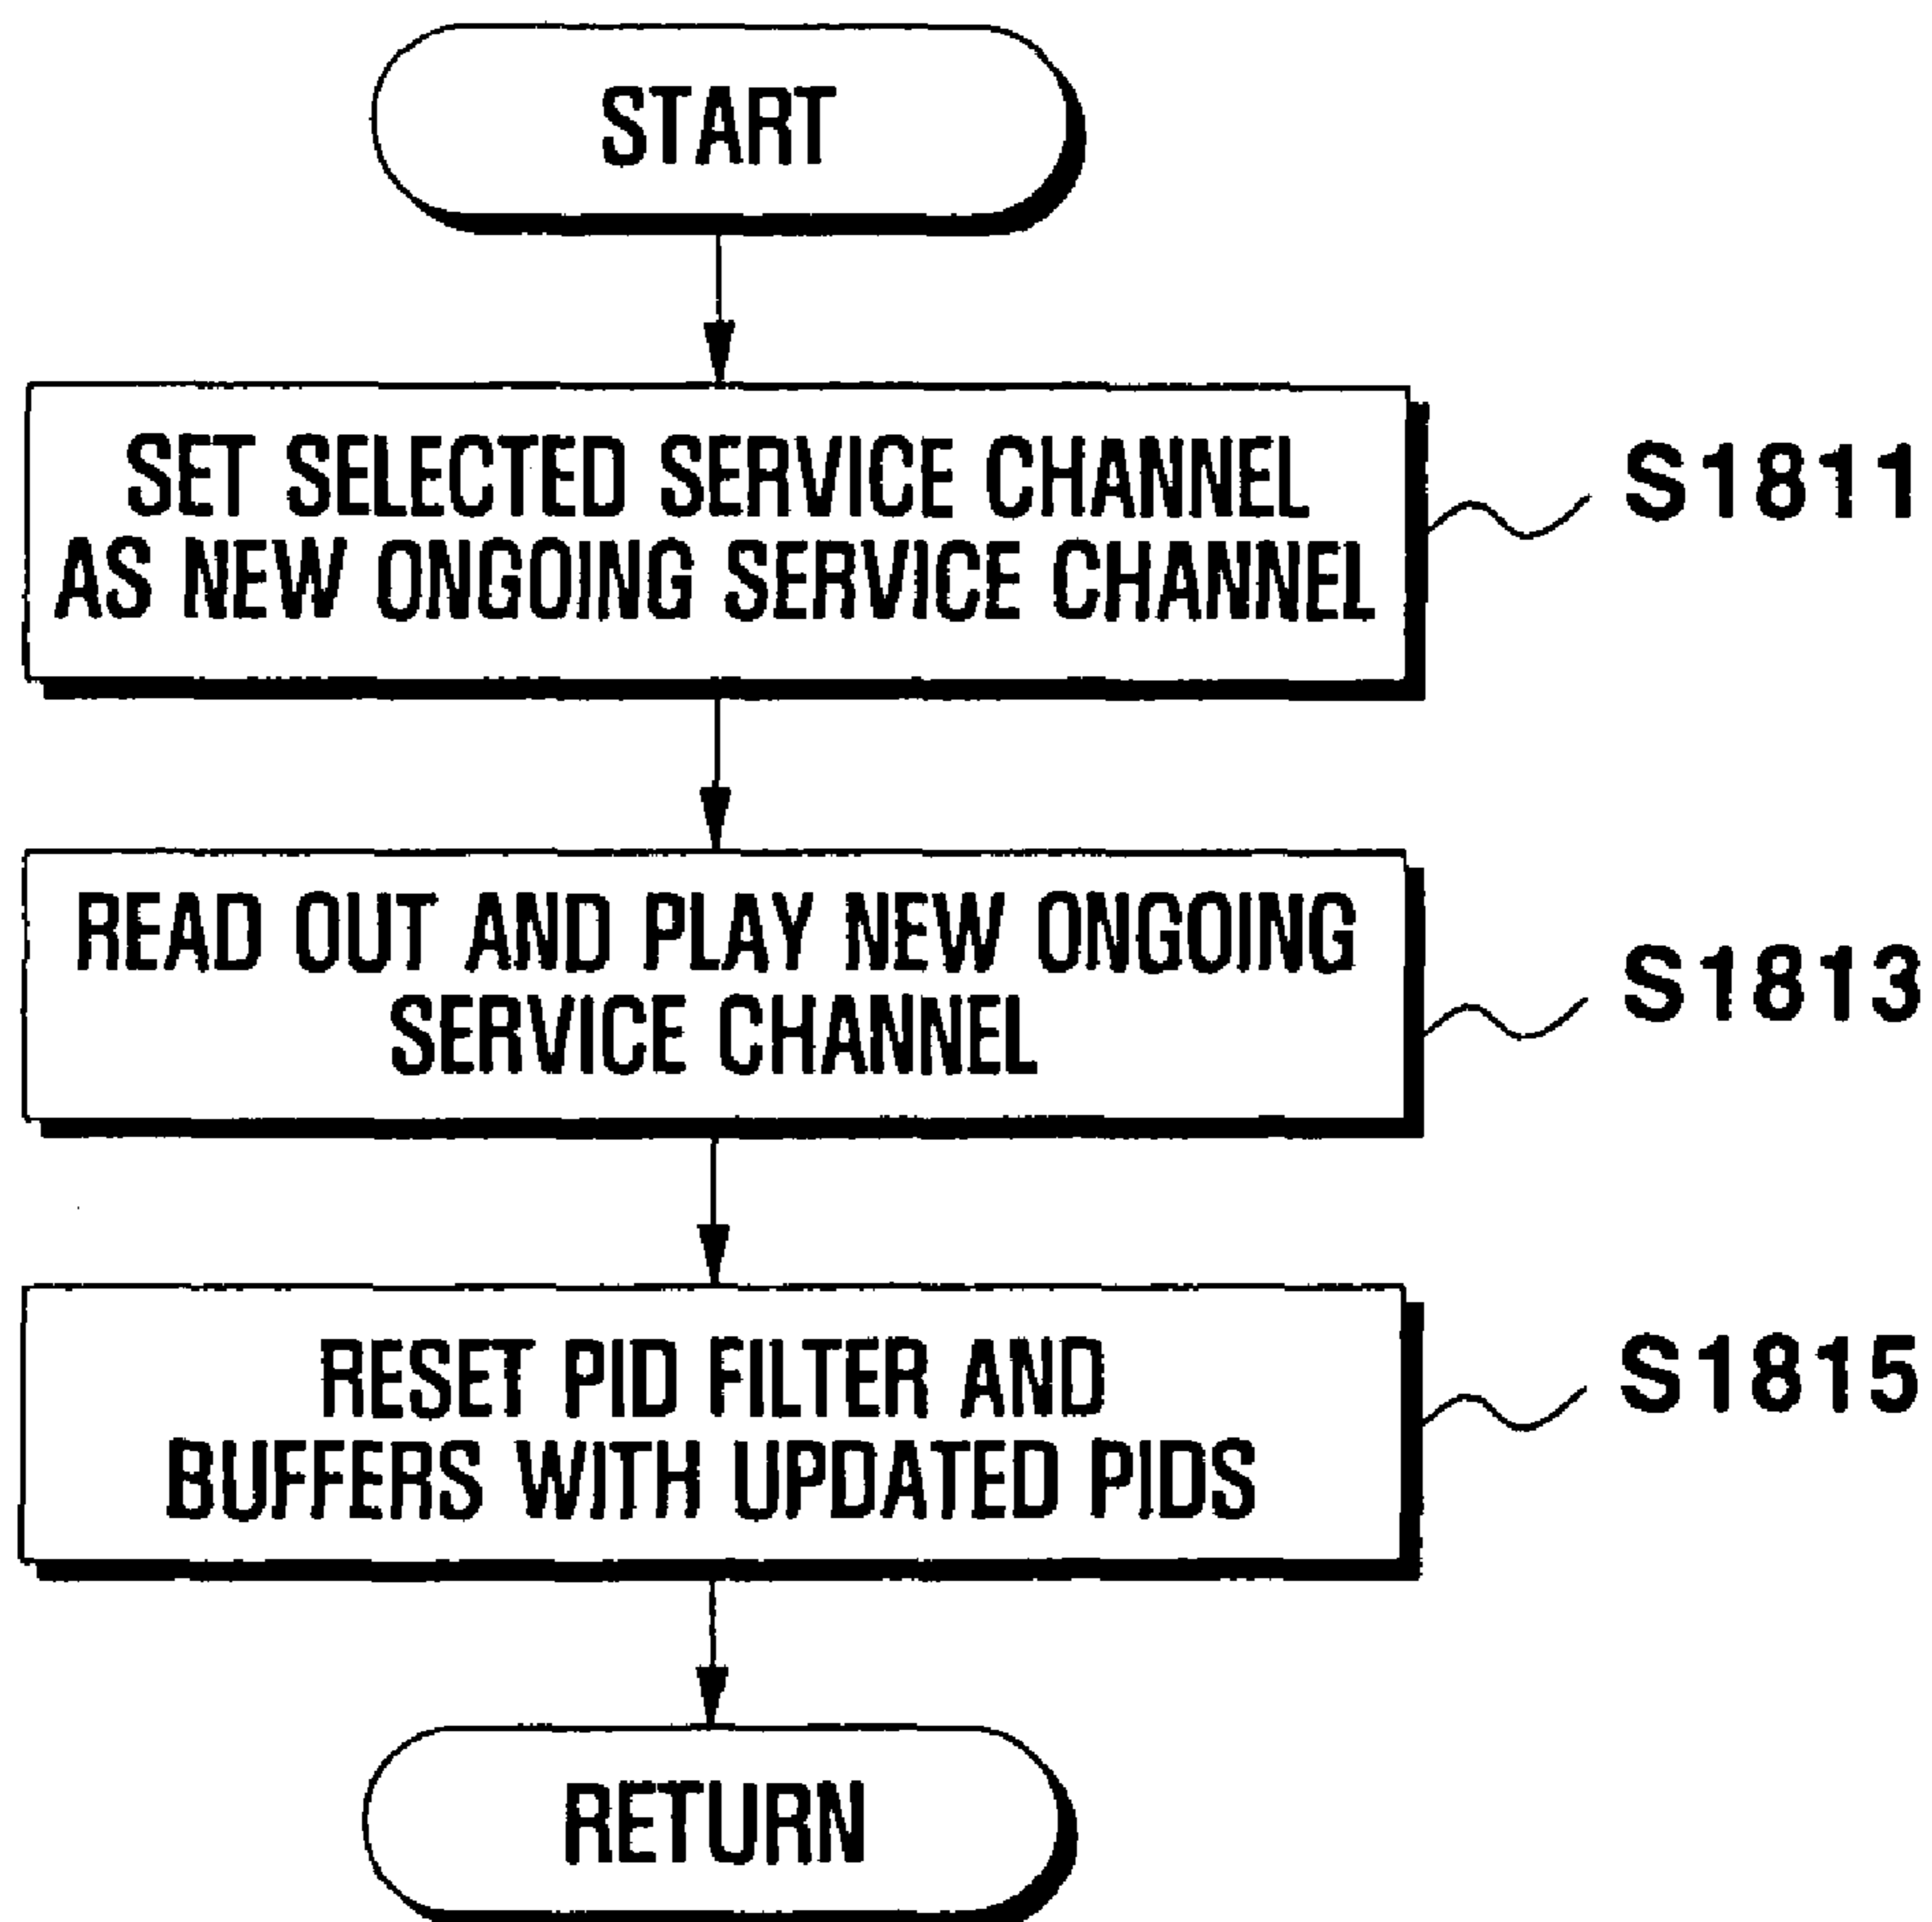 START
SET SELECTED SERVICE CHANNEL
AS NEW ONGOING SERVICE CHANNEL
S1811
READ OUT AND PLAY NEW ONGOING
SERVICE CHANNEL
S1813
RESET PID FILTER AND
BUFFERS WITH UPDATED PIDS
S1815
RETURN